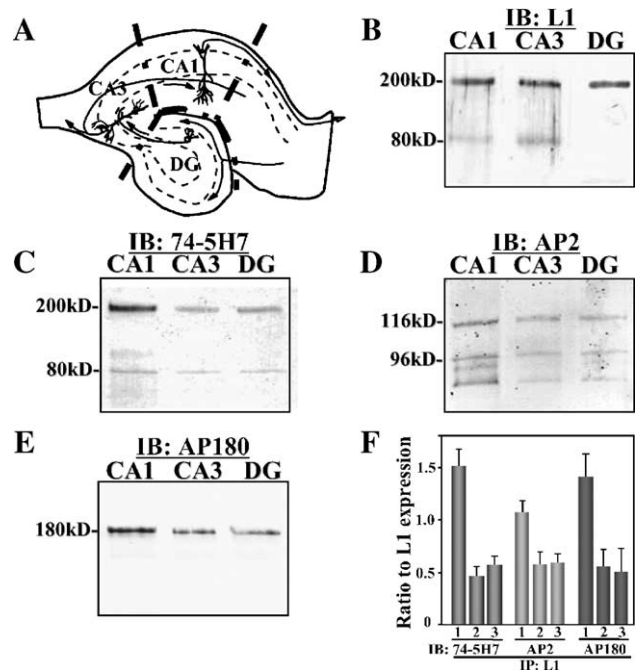 A
CA1
CA3
DG
B
IB: L1
CA1 CA3 DG
200kD-
80kD-
C
IB: 74-5H7
CA1 CA3 DG
200kD-
80kD-
D
IB: AP2
CA1 CA3 DG
116kD-
96kD-
E
IB: AP180
CA1 CA3 DG
180kD-
F
Ratio to L1 expression
1.5
1.0
0.5
0
1 2 3 1 2 3 1 2 3
IB: 74-5H7 AP2 AP180
IP: L1